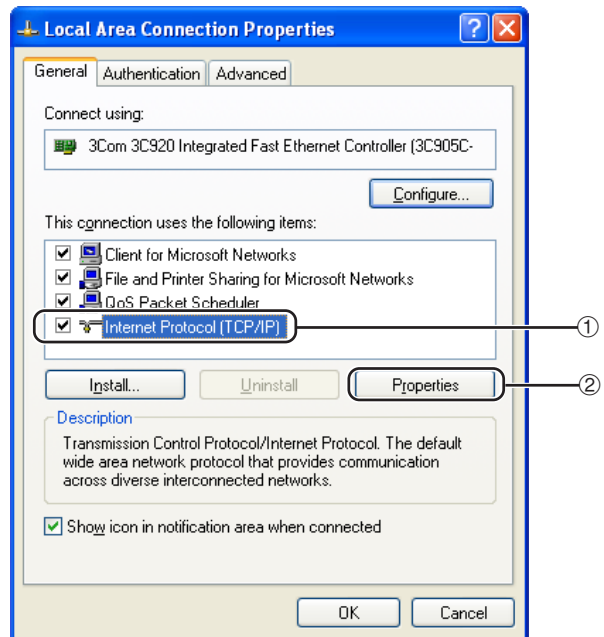 Local Area Connection Properties
General Authentication Advanced
Connect using:
3Com 3C920 Integrated Fast Ethernet Controller (3C905C-
Configure...
This connection uses the following items:
Client for Microsoft Networks
File and Printer Sharing for Microsoft Networks
QoS Packet Scheduler
Internet Protocol (TCP/IP)
①
Install... Uninstall Properties
②
Description
Transmission Control Protocol/Internet Protocol. The default
wide area network protocol that provides communication
across diverse interconnected networks.
Show icon in notification area when connected
OK Cancel